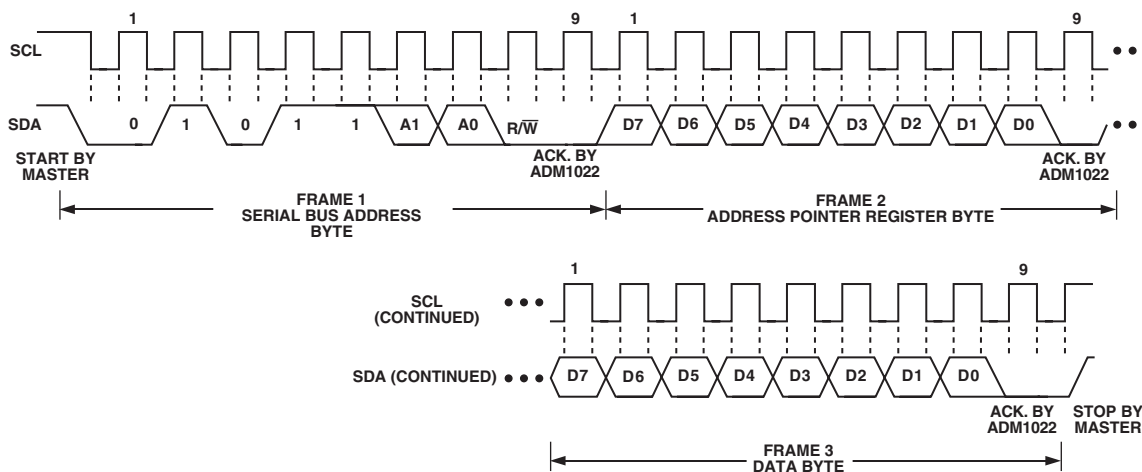 1 9 1 9
SCL
SDA 0 1 0 1 1 A1 A0 R/W D7 D6 D5 D4 D3 D2 D1 D0
START BY
MASTER
ACK. BY
ADM1022
ACK. BY
ADM1022
FRAME 1
SERIAL BUS ADDRESS
BYTE
FRAME 2
ADDRESS POINTER REGISTER BYTE
1 9
SCL
(CONTINUED)
SDA (CONTINUED) D7 D6 D5 D4 D3 D2 D1 D0
ACK. BY
ADM1022
STOP BY
MASTER
FRAME 3
DATA BYTE